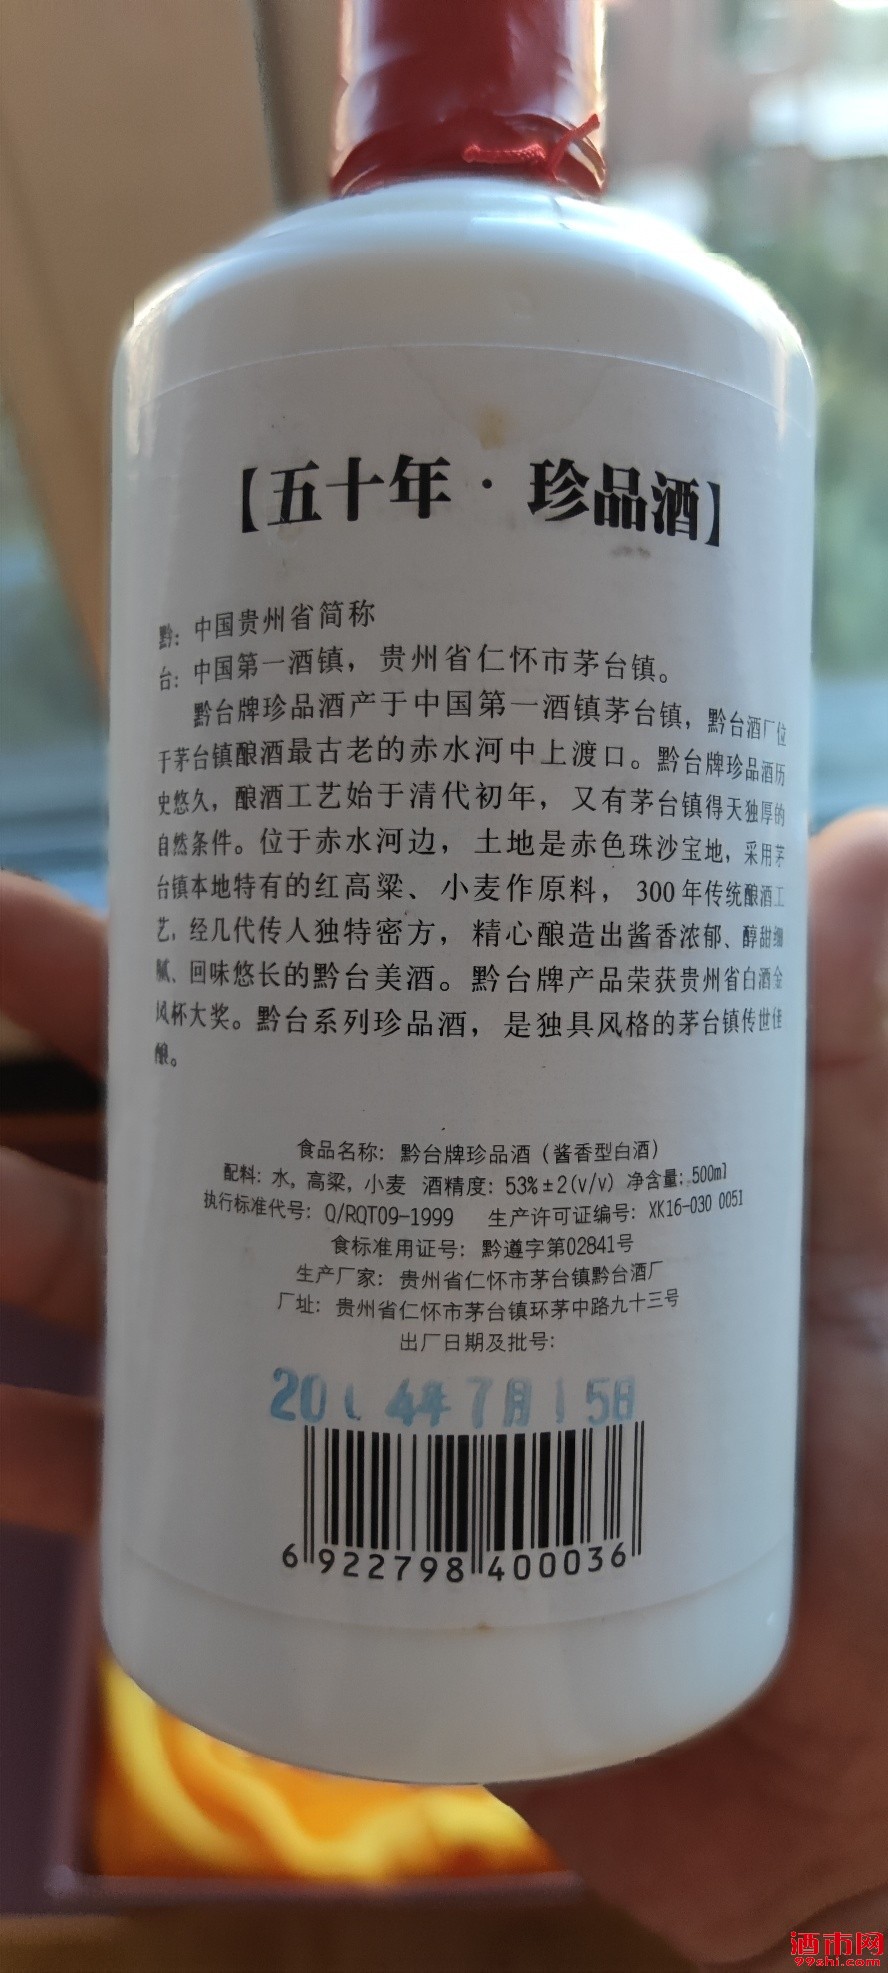 【五十年·珍品酒】
黔：中国贵州省简称
台：中国第一酒镇，贵州省仁怀市茅台镇。
黔台牌珍品酒产于中国第一酒镇茅台镇，黔台酒厂位
于茅台镇酿酒最古老的赤水河中上渡口。黔台牌珍品酒历
史悠久，酿酒工艺始于清代初年，又有茅台镇得天独厚的
自然条件。位于赤水河边，土地是赤色珠沙宝地，采用茅
台镇本地特有的红高粱、小麦作原料，300年传统酿酒工
艺，经几代传人独特密方，精心酿造出酱香浓郁、醇甜细
腻、回味悠长的黔台美酒。黔台牌产品荣获贵州省白酒金
凤杯大奖。黔台系列珍品酒，是独具风格的茅台镇传世佳
酿。
食品名称：黔台牌珍品酒（酱香型白酒）
配料：水，高粱，小麦 酒精度：53%±2(v/v) 净含量：500ml
执行标准代号：Q/RQT09-1999 生产许可证编号：XK16-030 0051
食标准用证号：黔遵字第02841号
生产厂家：贵州省仁怀市茅台镇黔台酒厂
厂址：贵州省仁怀市茅台镇环茅中路九十三号
出厂日期及批号：
2014年7月15日
6 922798 400036
酒市网
99shi.com